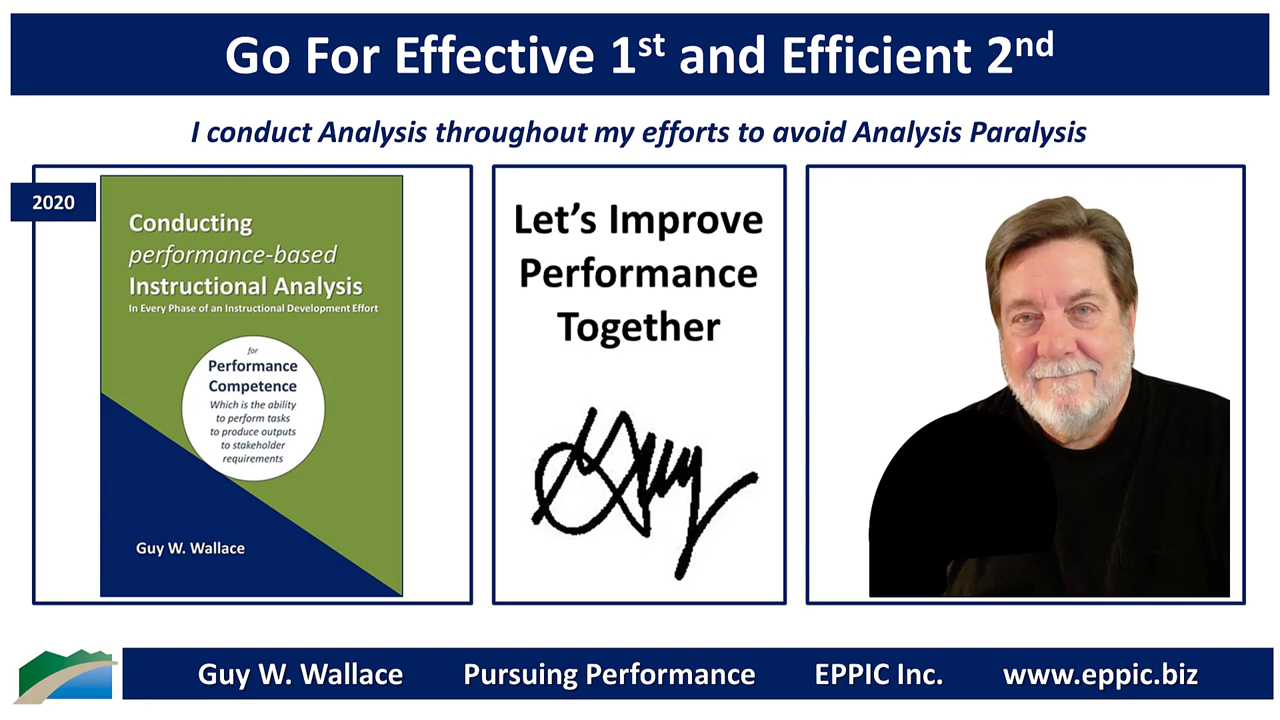 Go For Effective 1st and Efficient 2nd
I conduct Analysis throughout my efforts to avoid Analysis Paralysis
2020
Conducting
performance-based
Instructional Analysis
In Every Phase of an Instructional Development Effort
for
Performance
Competence
Which is the ability
to perform tasks
to produce outputs
to stakeholder
requirements
Guy W. Wallace
Let's Improve
Performance
Together
Guy
Guy W. Wallace Pursuing Performance EPPIC Inc. www.eppic.biz